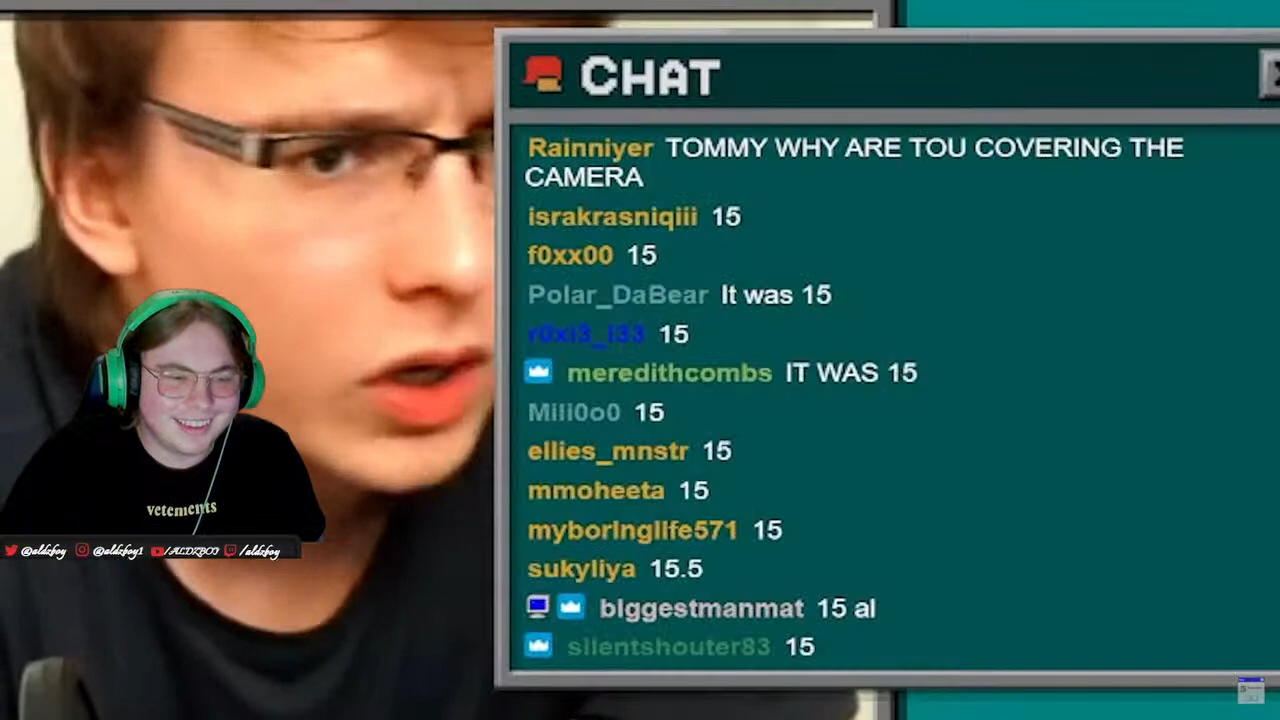 CHAT
Rainniyer TOMMY WHY ARE TOU COVERING THE
CAMERA
israkrasniqiii 15
f0xx00 15
Polar_DaBear It was 15
r0xi3_l33 15
meredithcombs IT WAS 15
Mili0o0 15
ellies_mnstr 15
mmoheeta 15
myboringlife571 15
sukyliya 15.5
biggestmanmat 15 al
silentshouter83 15
vetements
@aldzboy @aldzboy1 /ALDZBOY /aldzboy